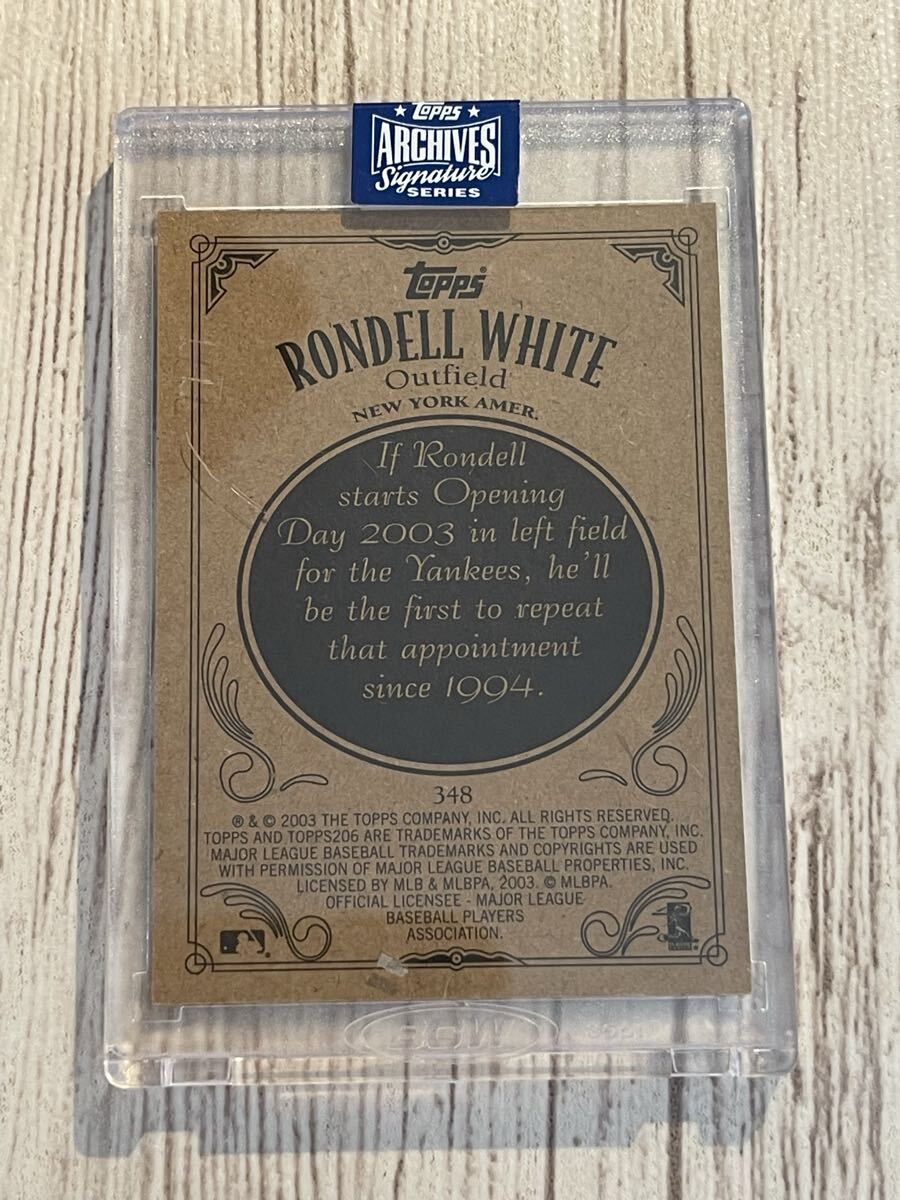 topps
ARCHIVES
Signature
SERIES
topps
RONDELL WHITE
Outfield
NEW YORK AMER.
If Rondell
starts Opening
Day 2003 in left field
for the Yankees, he'll
be the first to repeat
that appointment
since 1994.
348
® & © 2003 THE TOPPS COMPANY, INC. ALL RIGHTS RESERVED.
TOPPS AND TOPPS206 ARE TRADEMARKS OF THE TOPPS COMPANY, INC.
MAJOR LEAGUE BASEBALL TRADEMARKS AND COPYRIGHTS ARE USED
WITH PERMISSION OF MAJOR LEAGUE BASEBALL PROPERTIES, INC.
LICENSED BY MLB & MLBPA, 2003. © MLBPA.
OFFICIAL LICENSEE - MAJOR LEAGUE
BASEBALL PLAYERS
ASSOCIATION.
BCW